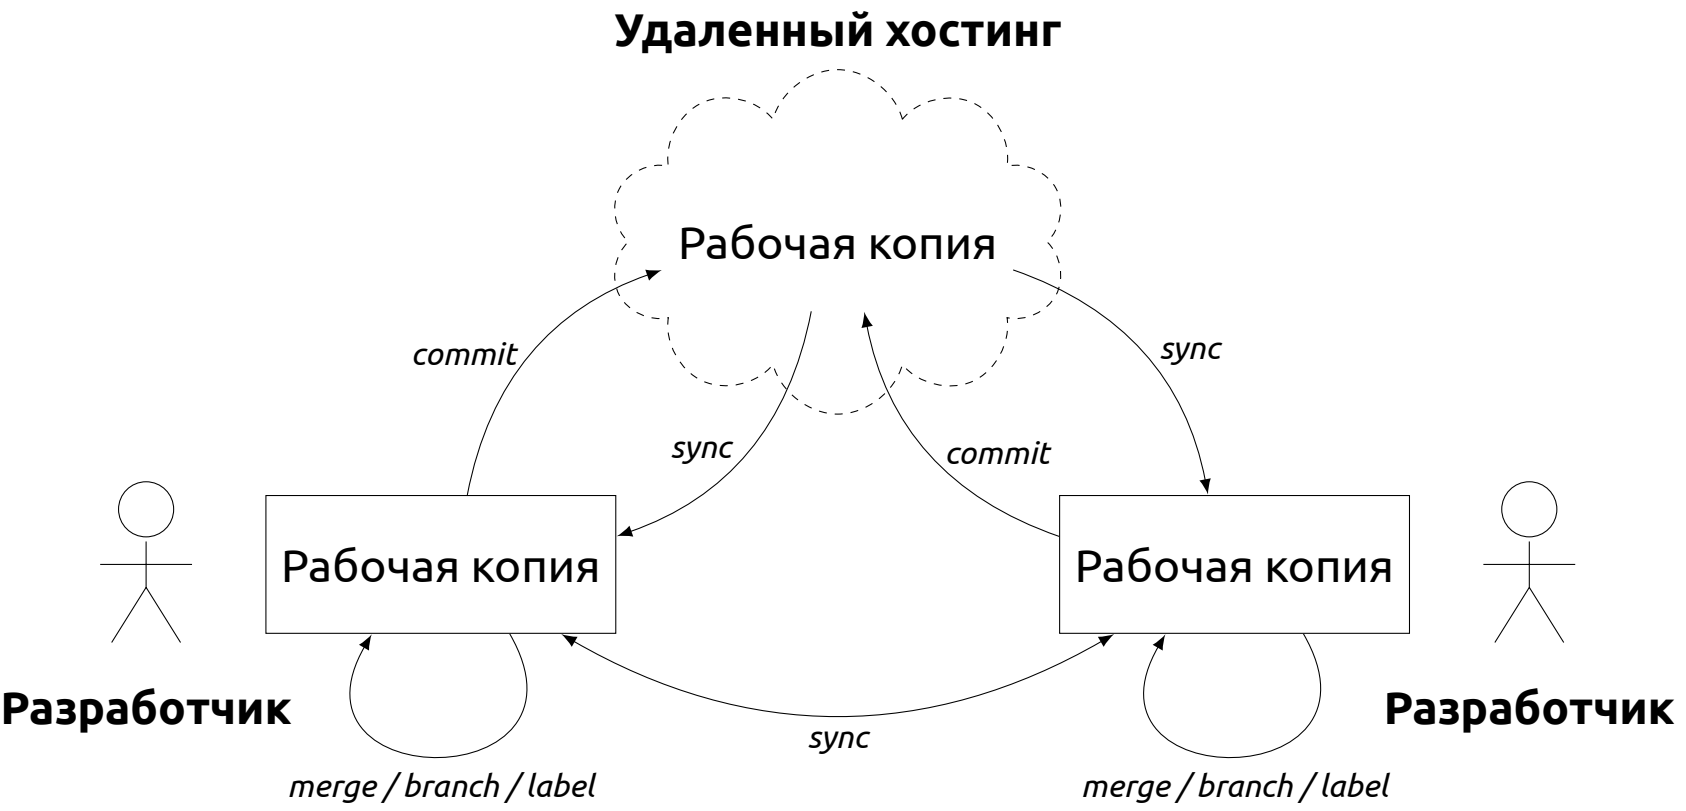 Удаленный хостинг
Рабочая копия
commit
sync
sync
commit
Рабочая копия
Рабочая копия
Разработчик
Разработчик
sync
merge / branch / label
merge / branch / label